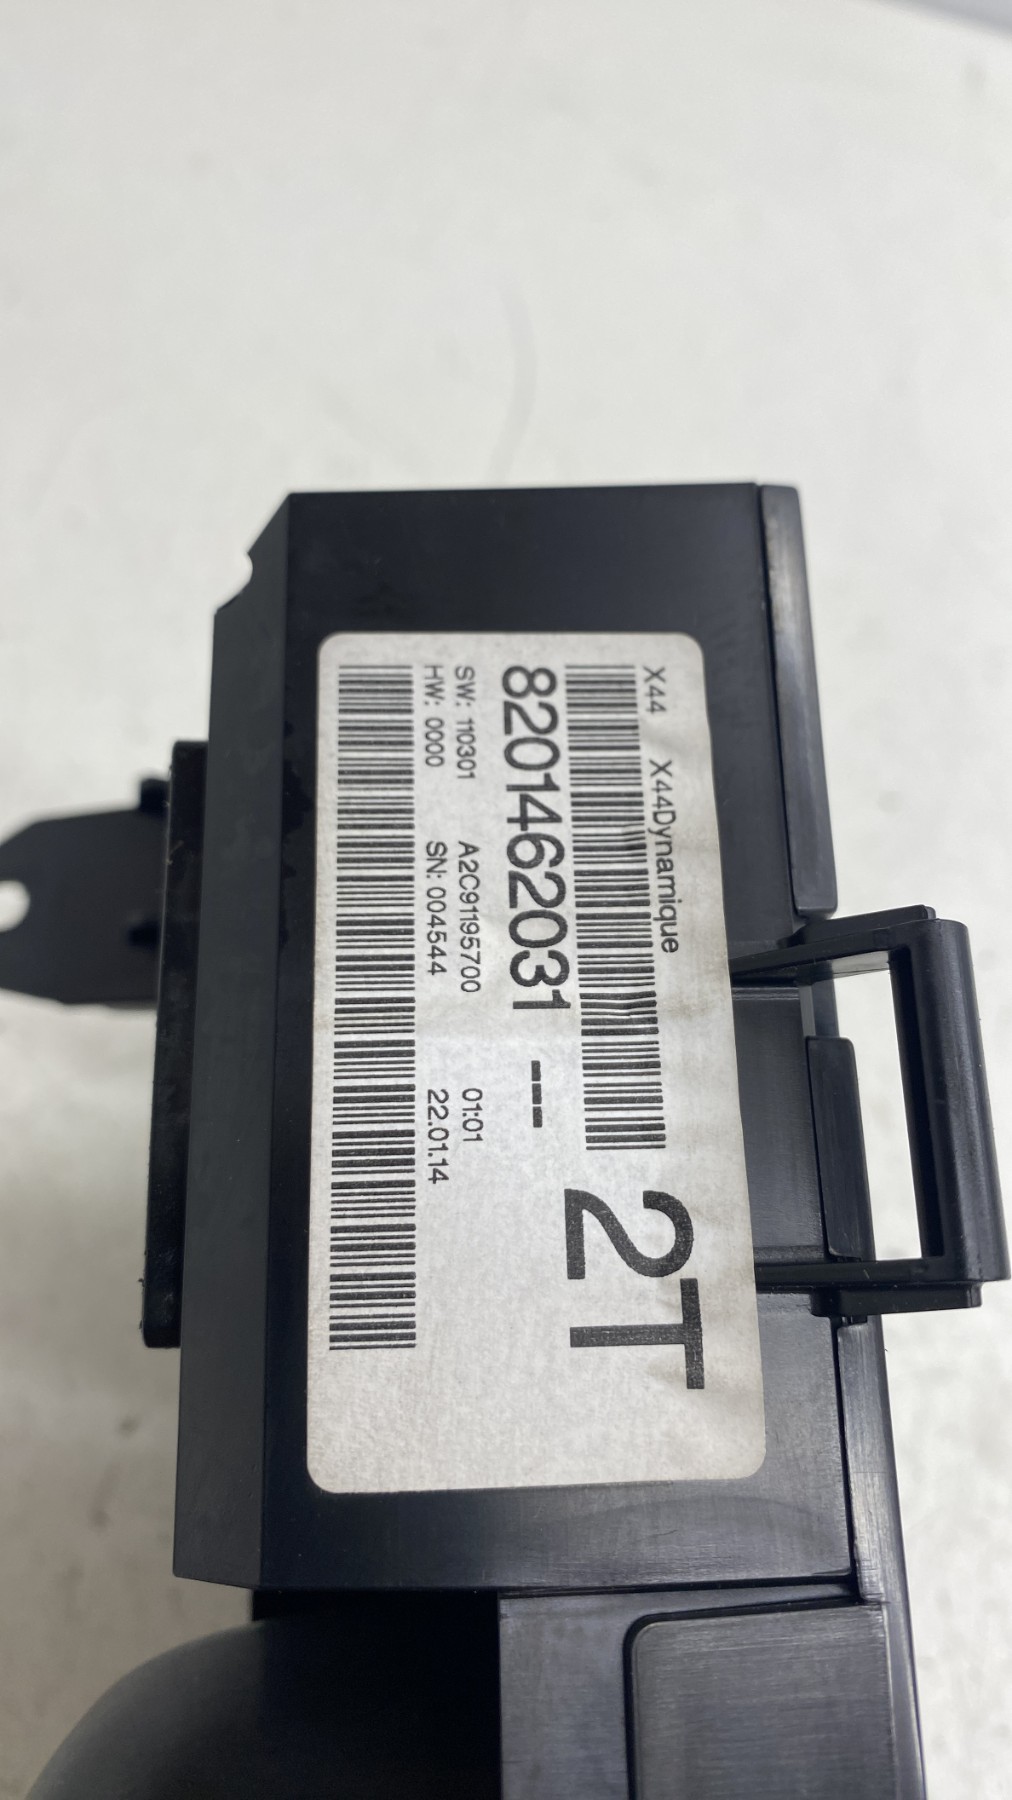 X44 X44Dynamique
8201462031 --- 2T
SW: 110301 A2C91195700 01:01
HW: 0000 SN: 004544 22.01.14